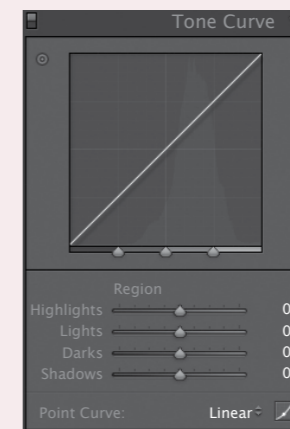 Tone Curve
Region
Highlights 0
Lights 0
Darks 0
Shadows 0
Point Curve: Linear